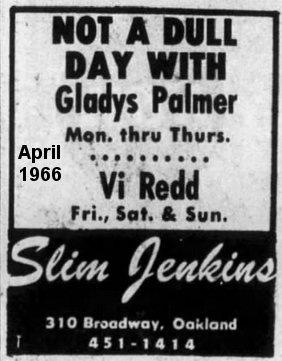 NOT A DULL
DAY WITH
Gladys Palmer
Mon. thru Thurs.
April
1966
Vi Redd
Fri., Sat. & Sun.
Slim Jenkins
310 Broadway, Oakland
451-1414